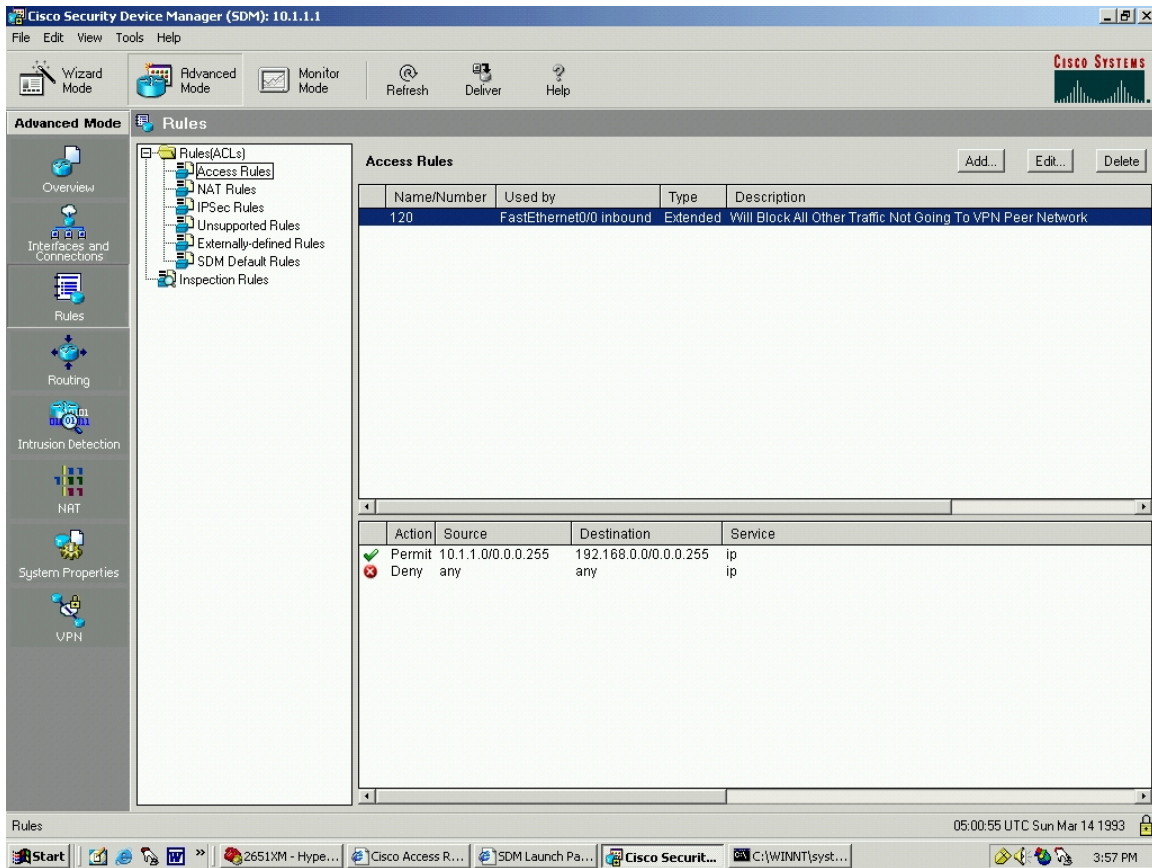 Cisco Security Device Manager (SDM): 10.1.1.1
File Edit View Tools Help
Wizard Mode
Advanced Mode
Monitor Mode
Refresh
Deliver
Help
CISCO SYSTEMS
Advanced Mode
Rules
Overview
Interfaces and Connections
Rules
Routing
Intrusion Detection
NAT
System Properties
VPN
Rules(ACLs)
Access Rules
NAT Rules
IPSec Rules
Unsupported Rules
Externally-defined Rules
SDM Default Rules
Inspection Rules
Access Rules
Add... Edit... Delete
Name/Number Used by Type Description
120 FastEthernet0/0 inbound Extended Will Block All Other Traffic Not Going To VPN Peer Network
Action Source Destination Service
Permit 10.1.1.0/0.0.0.255 192.168.0.0/0.0.0.255 ip
Deny any any ip
Rules
05:00:55 UTC Sun Mar 14 1993
Start » 2651XM - Hype... Cisco Access R... SDM Launch Pa... Cisco Securit... C:\WINNT\syst... 3:57 PM